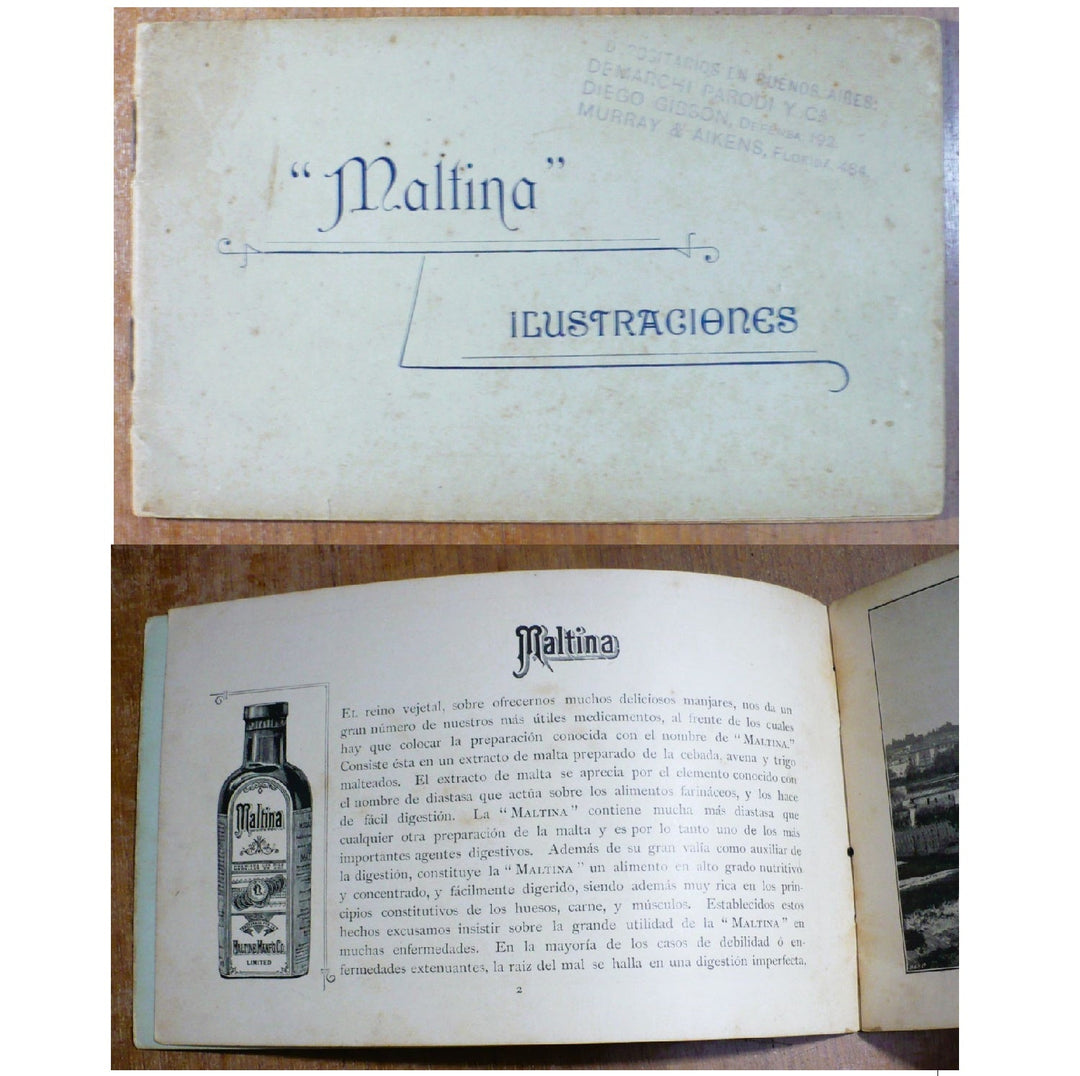 DEPOSITARIOS EN BUENOS AIRES:
DEMARCHI PARODI Y CA
DIEGO GIBSON, DEFENSA, 192
MURRAY & AIKENS, FLORIDA, 484.
“Maltina”
ILUSTRACIONES
Maltina
EL reino vejetal, sobre ofrecernos muchos deliciosos manjares, nos da un
gran número de nuestros más útiles medicamentos, al frente de los cuales
hay que colocar la preparación conocida con el nombre de “MALTINA.”
Consiste ésta en un extracto de malta preparado de la cebada, avena y trigo
malteados. El extracto de malta se aprecia por el elemento conocido con
el nombre de diastasa que actúa sobre los alimentos farináceos, y los hace
de fácil digestión. La “MALTINA” contiene mucha más diastasa que
cualquier otra preparación de la malta y es por lo tanto uno de los más
importantes agentes digestivos. Además de su gran valía como auxiliar de
la digestión, constituye la “MALTINA” un alimento en alto grado nutritivo
y concentrado, y fácilmente digerido, siendo además muy rica en los prin-
cipios constitutivos de los huesos, carne, y músculos. Establecidos estos
hechos excusamos insistir sobre la grande utilidad de la “MALTINA” en
muchas enfermedades. En la mayoría de los casos de debilidad ó en-
fermedades extenuantes, la raiz del mal se halla en una digestión imperfecta,
2
Maltina
MALTINE MANF'G CO.
LIMITED